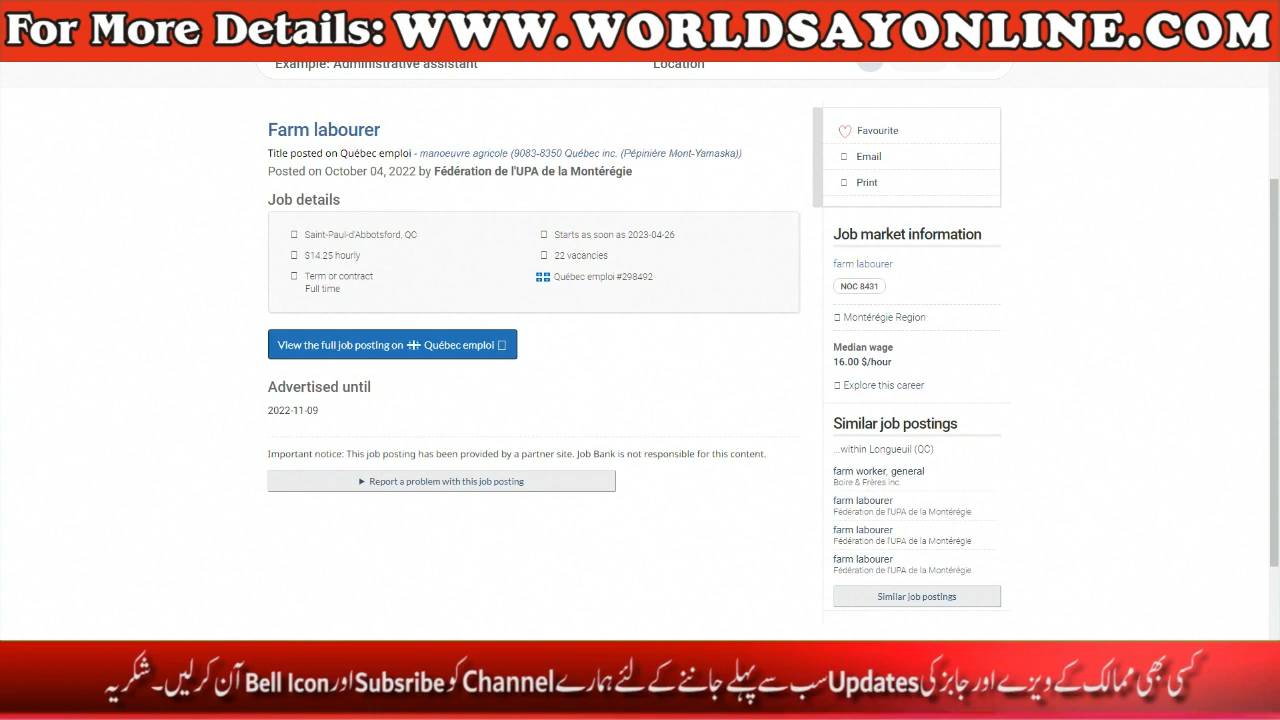 For More Details: WWW.WORLDSAYONLINE.COM
Example: Administrative assistant
Location
Farm labourer
Title posted on Québec emploi - manoeuvre agricole (9083-8350 Québec inc. (Pépinière Mont-Yamaska))
Posted on October 04, 2022 by Fédération de l'UPA de la Montérégie
Job details
Saint-Paul-d'Abbotsford, QC
$14.25 hourly
Term or contract
Full time
Starts as soon as 2023-04-26
22 vacancies
Québec emploi #298492
View the full job posting on Québec emploi
Advertised until
2022-11-09
Important notice: This job posting has been provided by a partner site. Job Bank is not responsible for this content.
Report a problem with this job posting
Favourite
Email
Print
Job market information
farm labourer
NOC 8431
Montérégie Region
Median wage
16.00 $/hour
Explore this career
Similar job postings
...within Longueuil (QC)
farm worker, general
Boire & Frères inc.
farm labourer
Fédération de l'UPA de la Montérégie
farm labourer
Fédération de l'UPA de la Montérégie
farm labourer
Fédération de l'UPA de la Montérégie
Similar job postings
کسی بھی ممالک کے ویزے اور جابز کی Updates سب سے پہلے جاننے کے لئے ہمارے Channel کو Subsribe اور Bell Icon آن کرلیں۔ شکریہ